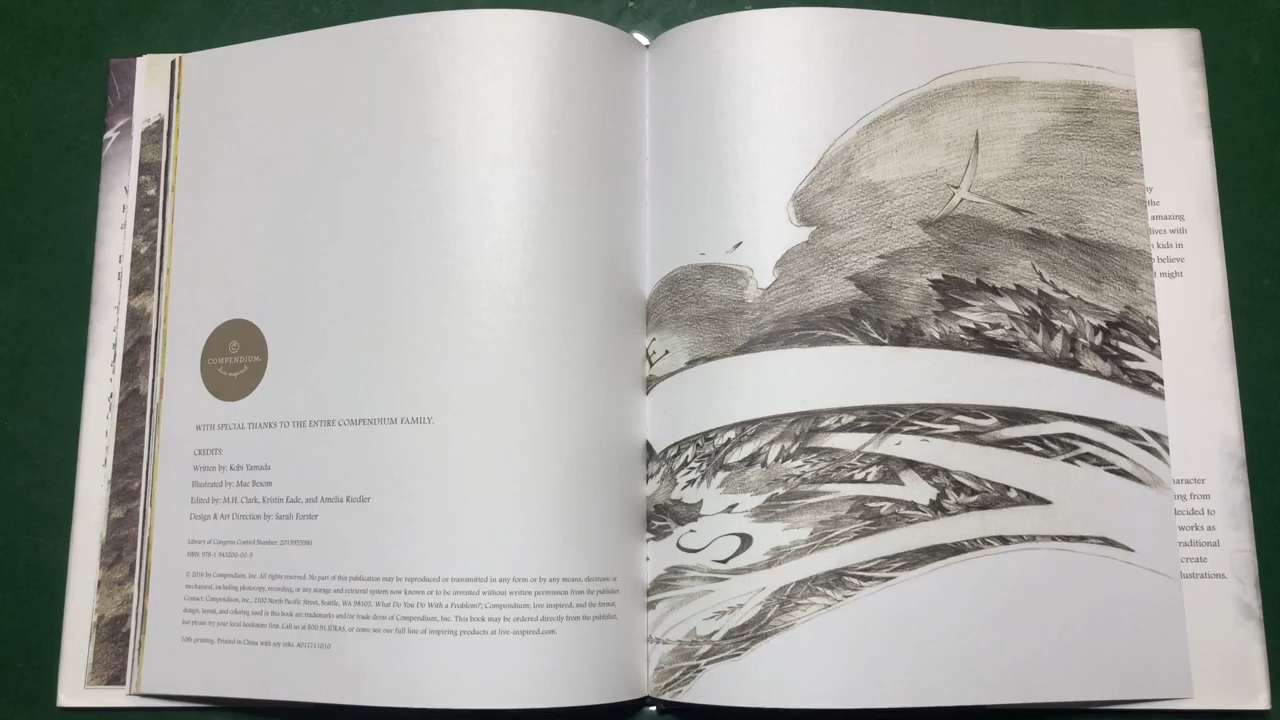 COMPENDIUM
live inspired
WITH SPECIAL THANKS TO THE ENTIRE COMPENDIUM FAMILY.
CREDITS:
Written by: Kobi Yamada
Illustrated by: Mae Besom
Edited by: M.H. Clark, Kristin Eade, and Amelia Riedler
Design & Art Direction by: Sarah Forster
Library of Congress Control Number: 2015955981
ISBN: 978-1-943200-00-9
© 2016 by Compendium, Inc. All rights reserved. No part of this publication may be reproduced or transmitted in any form or by any means, electronic or
mechanical, including photocopy, recording, or any storage and retrieval system now known or to be invented without written permission from the publisher.
Contact: Compendium, Inc., 2100 North Pacific Street, Seattle, WA 98103. What Do You Do With a Problem?; Compendium; live inspired; and the format,
design, layout, and coloring used in this book are trademarks and/or trade dress of Compendium, Inc. This book may be ordered directly from the publisher,
but please try your local bookstore first. Call us at 800.91.IDEAS, or come see our full line of inspiring products at live-inspired.com.
10th printing. Printed in China with soy inks. A011711010
E
S
the
amazing
lives with
kids in
believe
might
ing from
works as
create